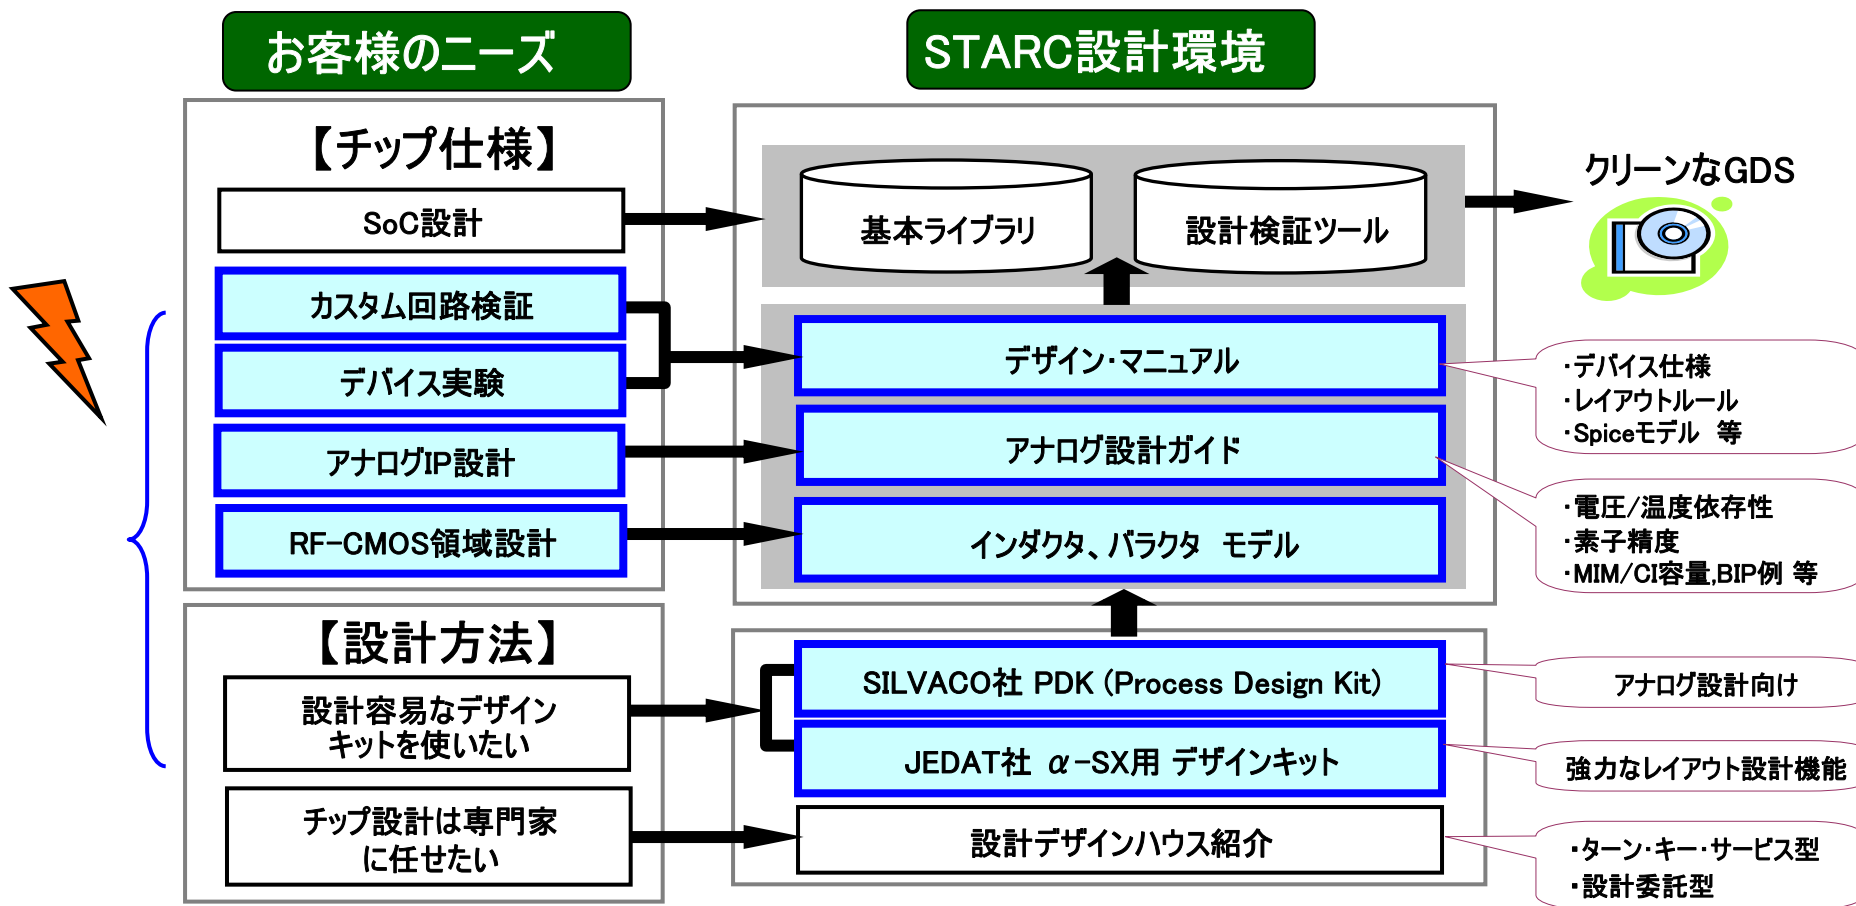 お客様のニーズ
STARC設計環境
【チップ仕様】
SoC設計
カスタム回路検証
デバイス実験
アナログIP設計
RF-CMOS領域設計
【設計方法】
設計容易なデザイン
キットを使いたい
チップ設計は専門家
に任せたい
基本ライブラリ
設計検証ツール
デザイン・マニュアル
アナログ設計ガイド
インダクタ、バラクタ モデル
SILVACO社 PDK (Process Design Kit)
JEDAT社 α-SX用 デザインキット
設計デザインハウス紹介
クリーンなGDS
・デバイス仕様
・レイアウトルール
・Spiceモデル 等
・電圧/温度依存性
・素子精度
・MIM/CI容量,BIP例 等
アナログ設計向け
強力なレイアウト設計機能
・ターン・キー・サービス型
・設計委託型